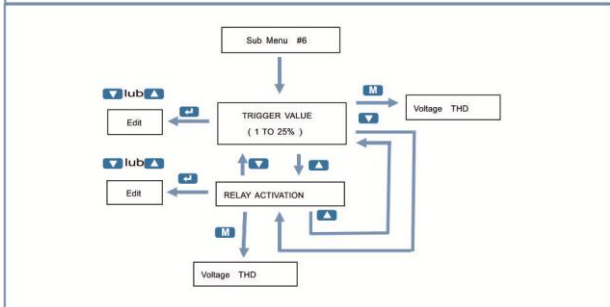 Sub Menu #6
lub
M
Edit
TRIGGER VALUE
( 1 TO 25% )
Voltage THD
lub
Edit
RELAY ACTIVATION
M
Voltage THD